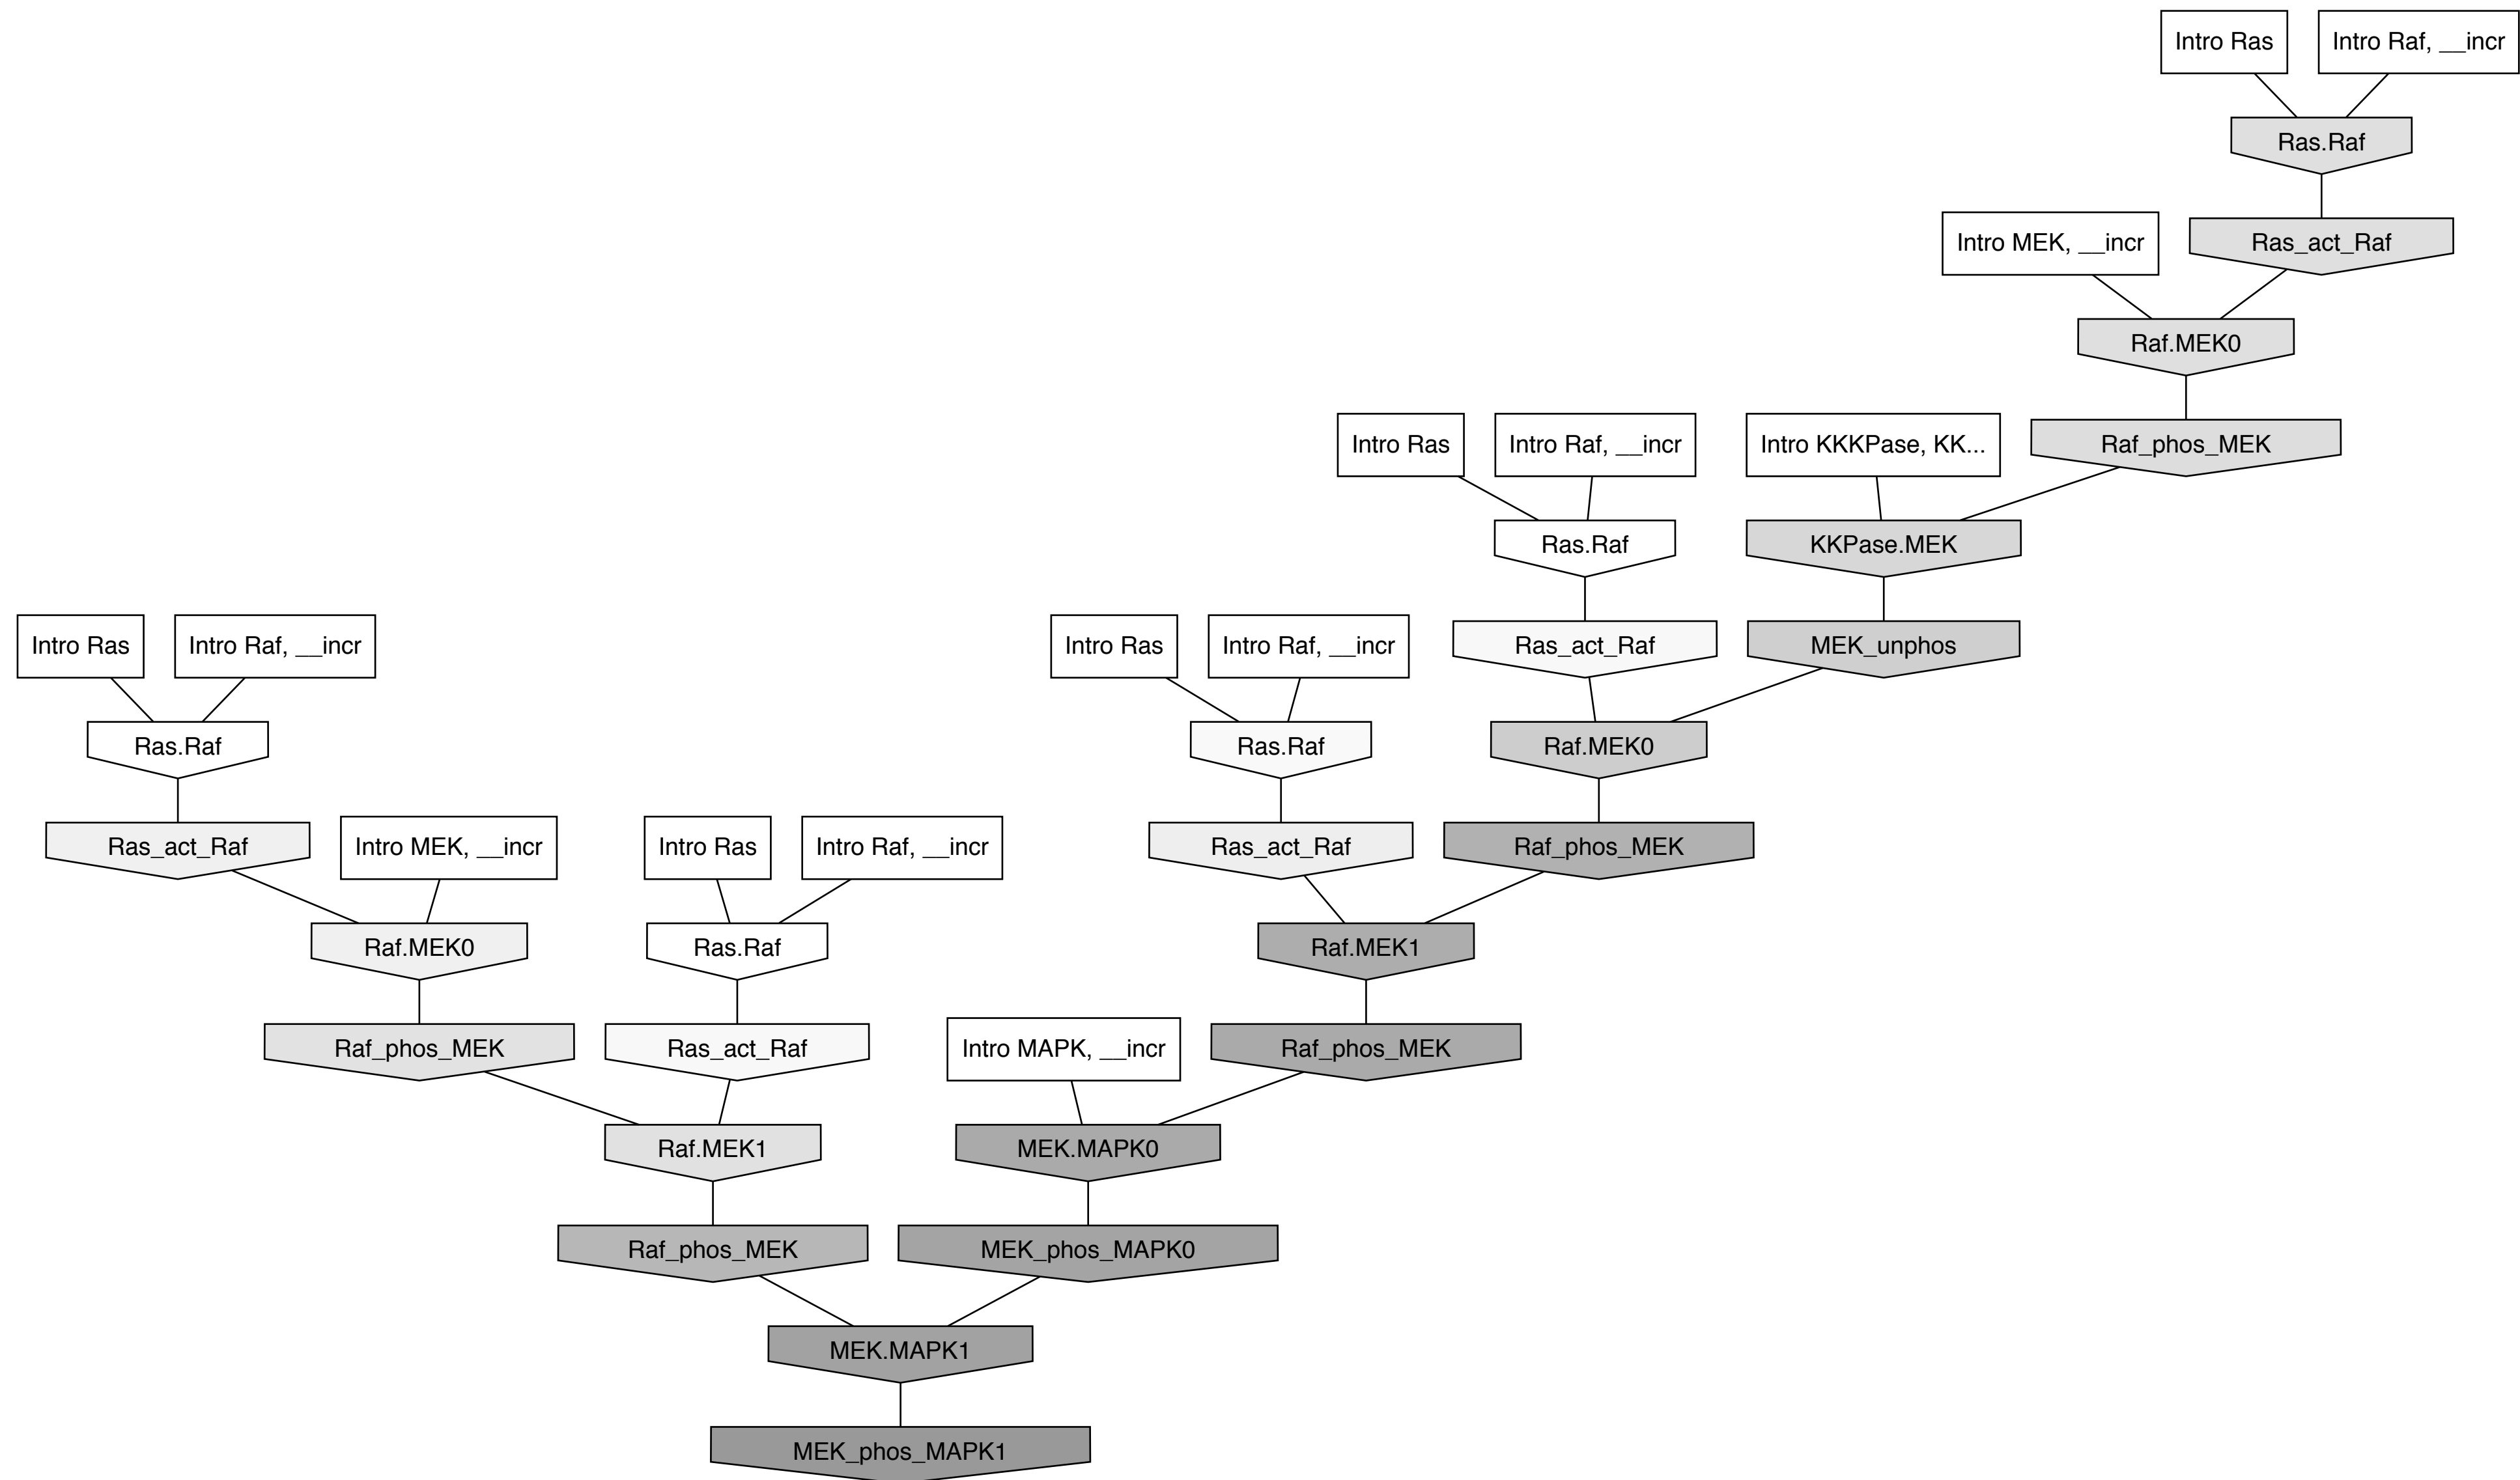 Intro Ras
Intro Raf, __incr
Ras.Raf
Intro MEK, __incr
Ras_act_Raf
Raf.MEK0
Intro Ras
Intro Raf, __incr
Intro KKKPase, KK...
Raf_phos_MEK
Ras.Raf
KKPase.MEK
Intro Ras
Intro Raf, __incr
Intro Ras
Intro Raf, __incr
Ras_act_Raf
MEK_unphos
Ras.Raf
Ras.Raf
Raf.MEK0
Ras_act_Raf
Intro MEK, __incr
Intro Ras
Intro Raf, __incr
Ras_act_Raf
Raf_phos_MEK
Raf.MEK0
Ras.Raf
Raf.MEK1
Raf_phos_MEK
Ras_act_Raf
Intro MAPK, __incr
Raf_phos_MEK
Raf.MEK1
MEK.MAPK0
Raf_phos_MEK
MEK_phos_MAPK0
MEK.MAPK1
MEK_phos_MAPK1